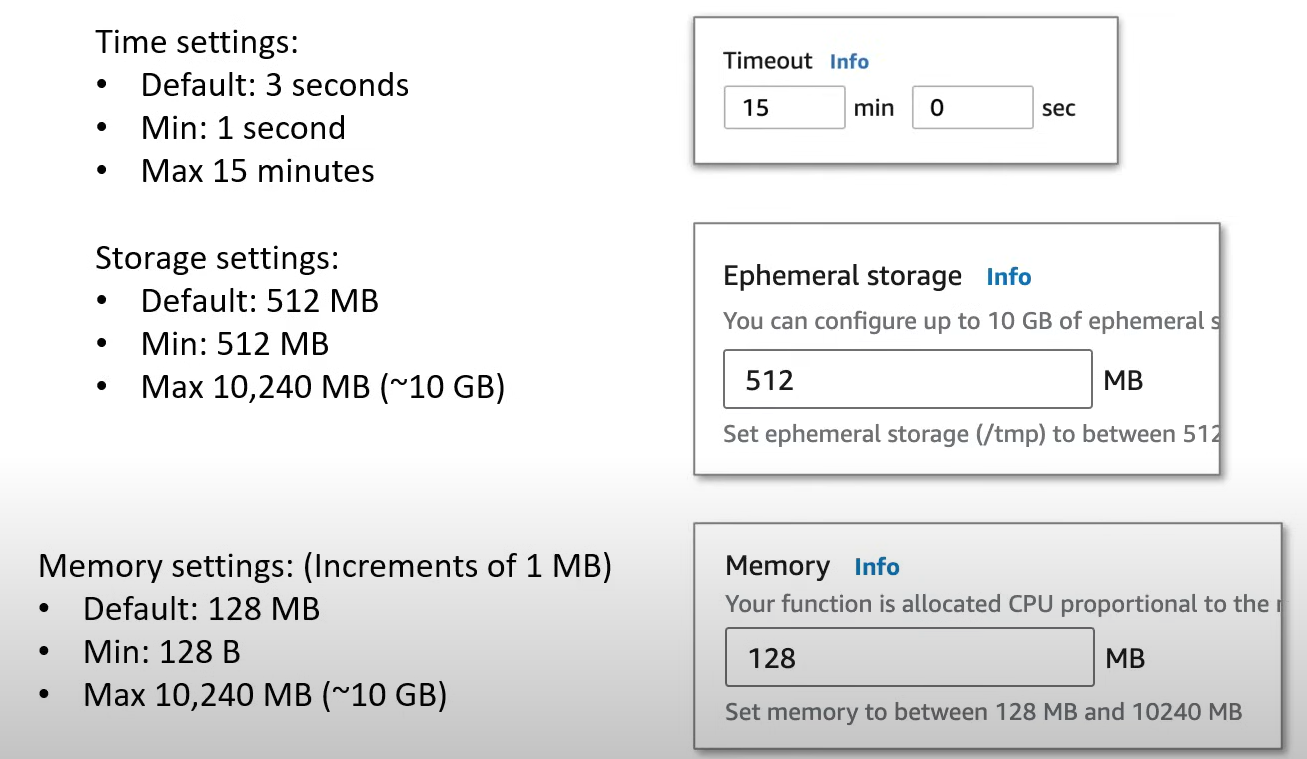 Time settings:
• Default: 3 seconds
• Min: 1 second
• Max 15 minutes
Timeout Info
15 min 0 sec
Storage settings:
• Default: 512 MB
• Min: 512 MB
• Max 10,240 MB (~10 GB)
Ephemeral storage Info
You can configure up to 10 GB of ephemeral s
512 MB
Set ephemeral storage (/tmp) to between 512
Memory settings: (Increments of 1 MB)
• Default: 128 MB
• Min: 128 B
• Max 10,240 MB (~10 GB)
Memory Info
Your function is allocated CPU proportional to the
128 MB
Set memory to between 128 MB and 10240 MB